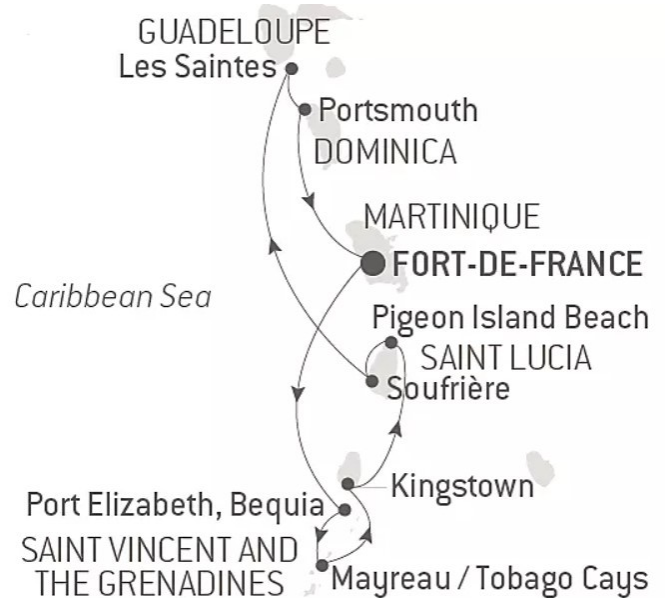 GUADELOUPE
Les Saintes
Portsmouth
DOMINICA
MARTINIQUE
FORT-DE-FRANCE
Caribbean Sea
Pigeon Island Beach
SAINT LUCIA
Soufrière
Kingstown
Port Elizabeth, Bequia
SAINT VINCENT AND
THE GRENADINES
Mayreau / Tobago Cays